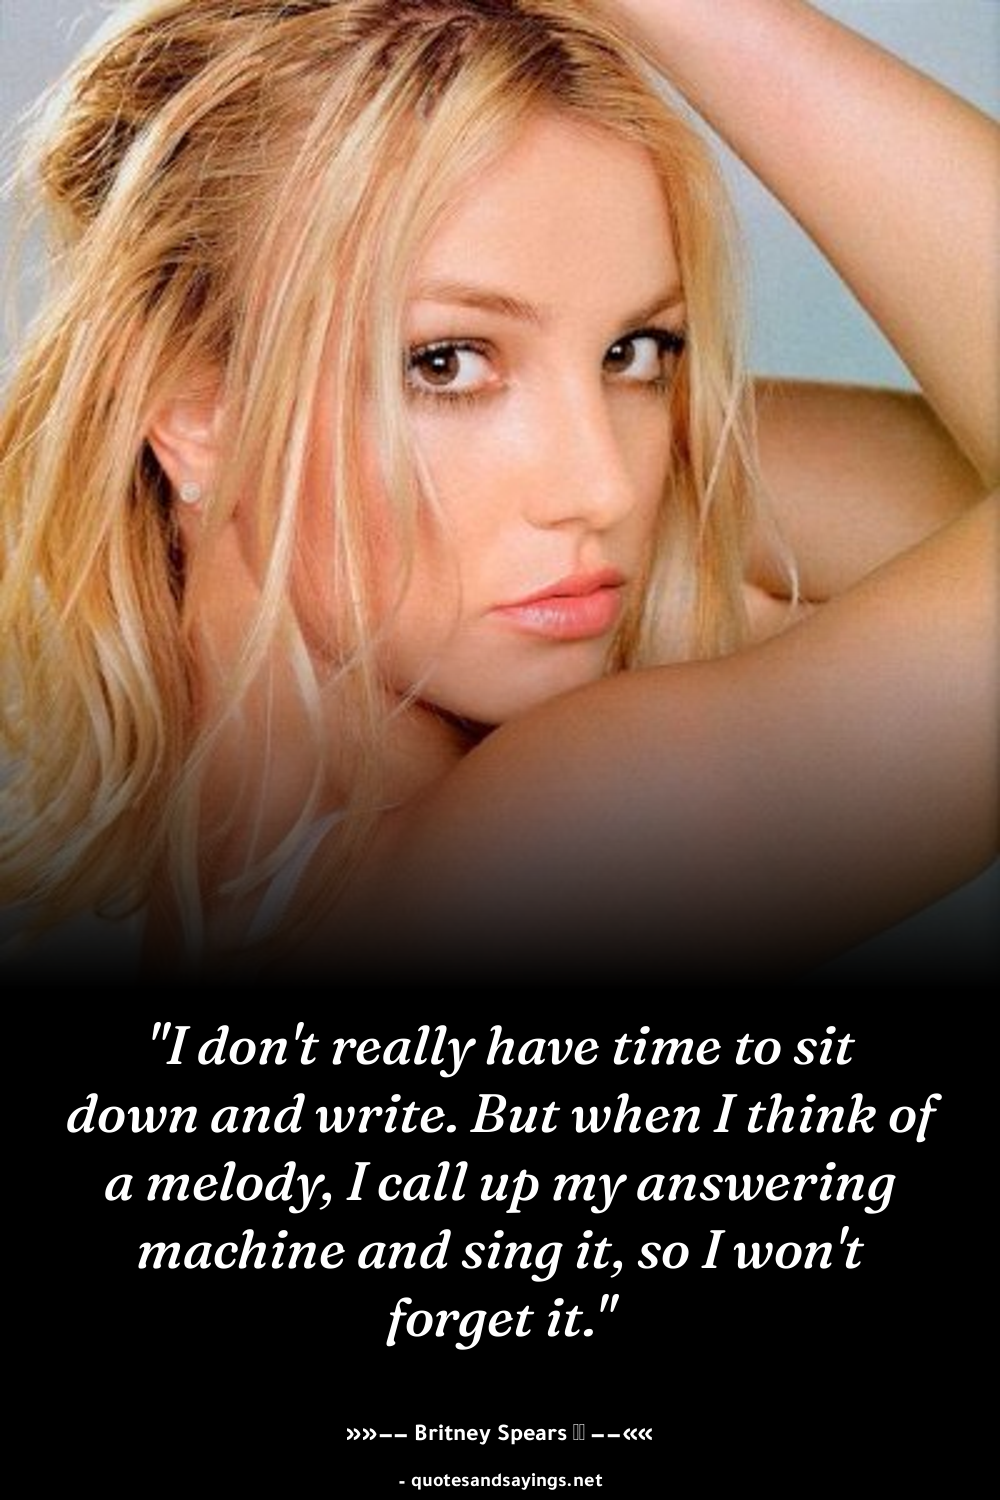 "I don't really have time to sit
down and write. But when I think of
a melody, I call up my answering
machine and sing it, so I won't
forget it."
»»–– Britney Spears ––««
- quotesandsayings.net